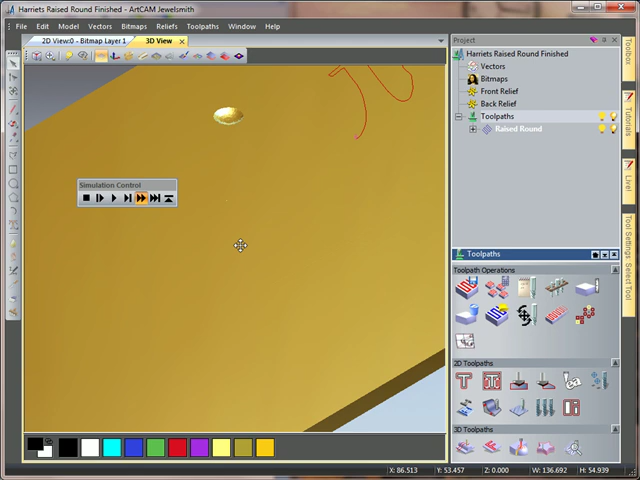 Harriets Raised Round Finished - ArtCAM Jewelsmith
File Edit Model Vectors Bitmaps Reliefs Toolpaths Window Help
2D View:0 - Bitmap Layer 1
3D View
Simulation Control
Project
Harriets Raised Round Finished
Vectors
Bitmaps
Front Relief
Back Relief
Toolpaths
Raised Round
Toolpaths
Toolpath Operations
2D Toolpaths
3D Toolpaths
Toolbox
Tutorials
Live!
Tool Settings: Select Tool
X: 86.513 Y: 53.457 Z: 0.000 W: 136.692 H: 54.939